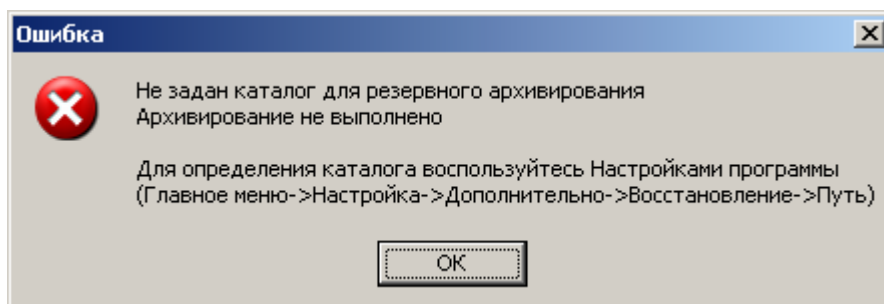 Ошибка
Не задан каталог для резервного архивирования
Архивирование не выполнено
Для определения каталога воспользуйтесь Настройками программы
(Главное меню->Настройка->Дополнительно->Восстановление->Путь)
OK